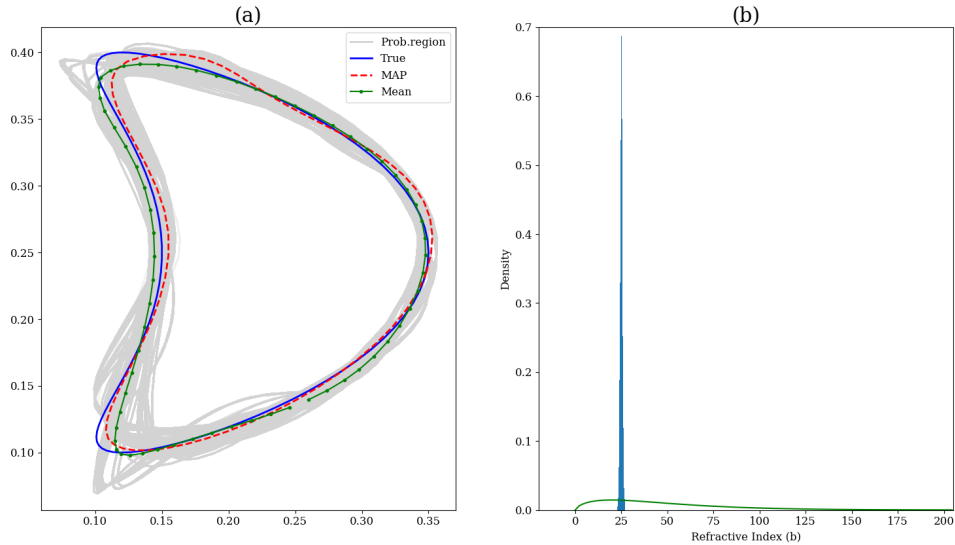 (a)
0.40
0.35
0.30
0.25
0.20
0.15
0.10
Prob.region
True
MAP
Mean
0.10 0.15 0.20 0.25 0.30 0.35
(b)
Density
0.7
0.6
0.5
0.4
0.3
0.2
0.1
0.0
0 25 50 75 100 125 150 175 200
Refractive Index (b)